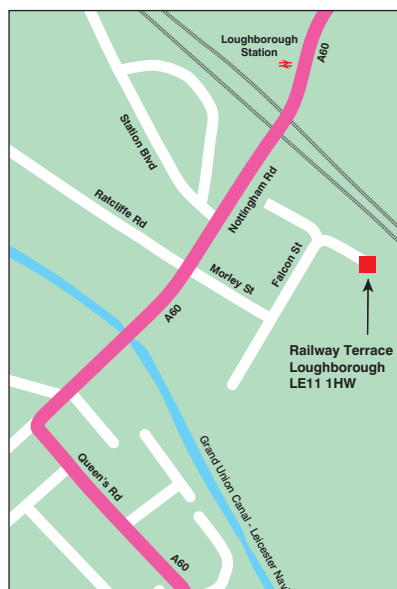 Loughborough
Station
A60
Station Blvd
Ratcliffe Rd
Nottingham Rd
Falcon St
Morley St
A60
Railway Terrace
Loughborough
LE11 1HW
Grand Union Canal - Leicester Navi
Queen's Rd
A60